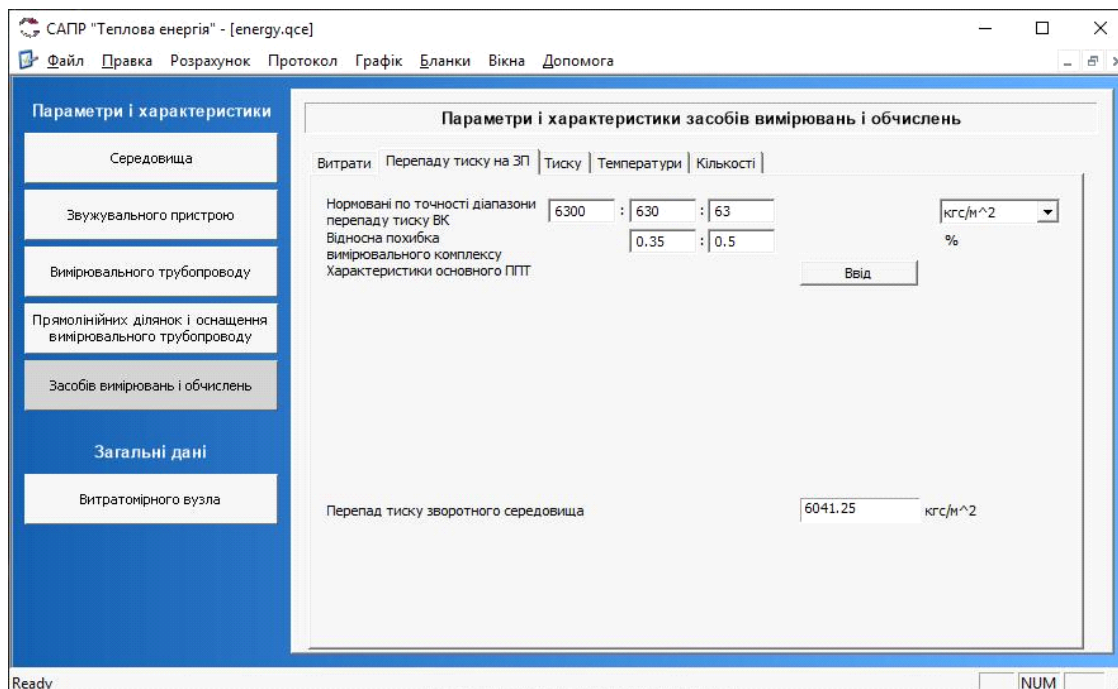 САПР "Теплова енергія" - [energy.qce]
Файл Правка Розрахунок Протокол Графік Бланки Вікна Допомога
Параметри і характеристики
Середовища
Звужувального пристрою
Вимірювального трубопроводу
Прямолінійних ділянок і оснащення
вимірювального трубопроводу
Засобів вимірювань і обчислень
Загальні дані
Витратомірного вузла
Параметри і характеристики засобів вимірювань і обчислень
Витрати Перепаду тиску на ЗП Тиску Температури Кількості
Нормовані по точності діапазони
перепаду тиску ВК
6300 : 630 : 63 кгс/м^2
Відносна похибка
вимірювального комплексу
0.35 : 0.5 %
Характеристики основного ППТ
Ввід
Перепад тиску зворотного середовища 6041.25 кгс/м^2
Ready NUM